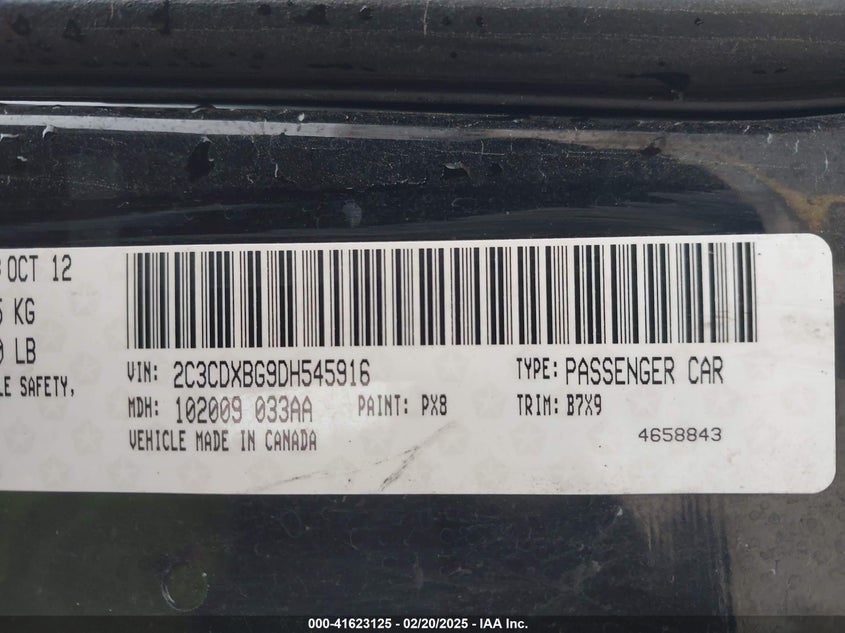 OCT 12
KG
LB
LE SAFETY,
VIN: 2C3CDXBG9DH545916
TYPE: PASSENGER CAR
MDH: 102009 033AA
PAINT: PX8
TRIM: B7X9
VEHICLE MADE IN CANADA
4658843
000-41623125 - 02/20/2025 - IAA Inc.